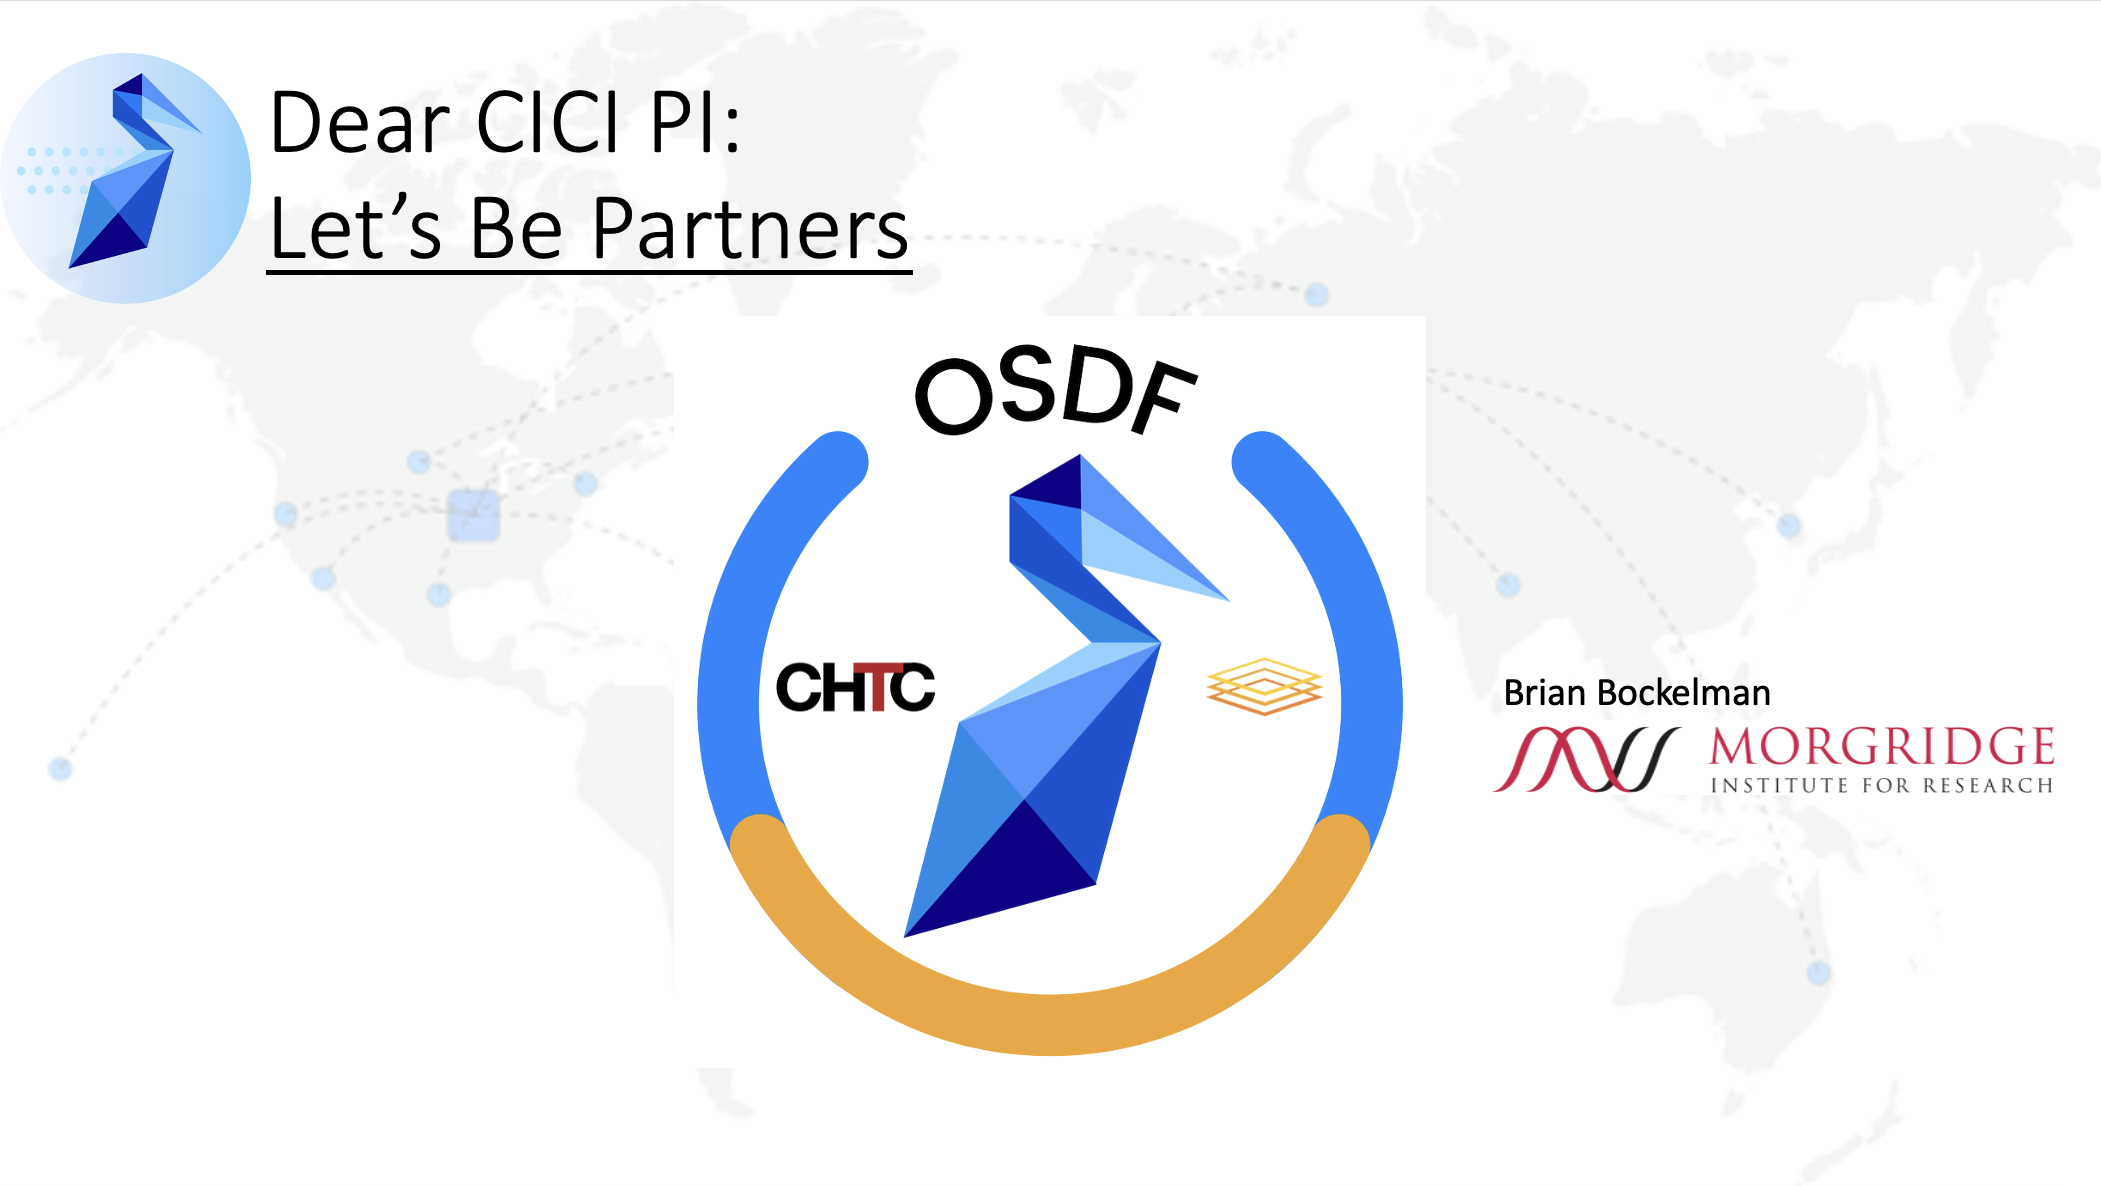 Dear CICI PI:
Let’s Be Partners
OSDF
CHTC
Brian Bockelman
MORGRIDGE
INSTITUTE FOR RESEARCH